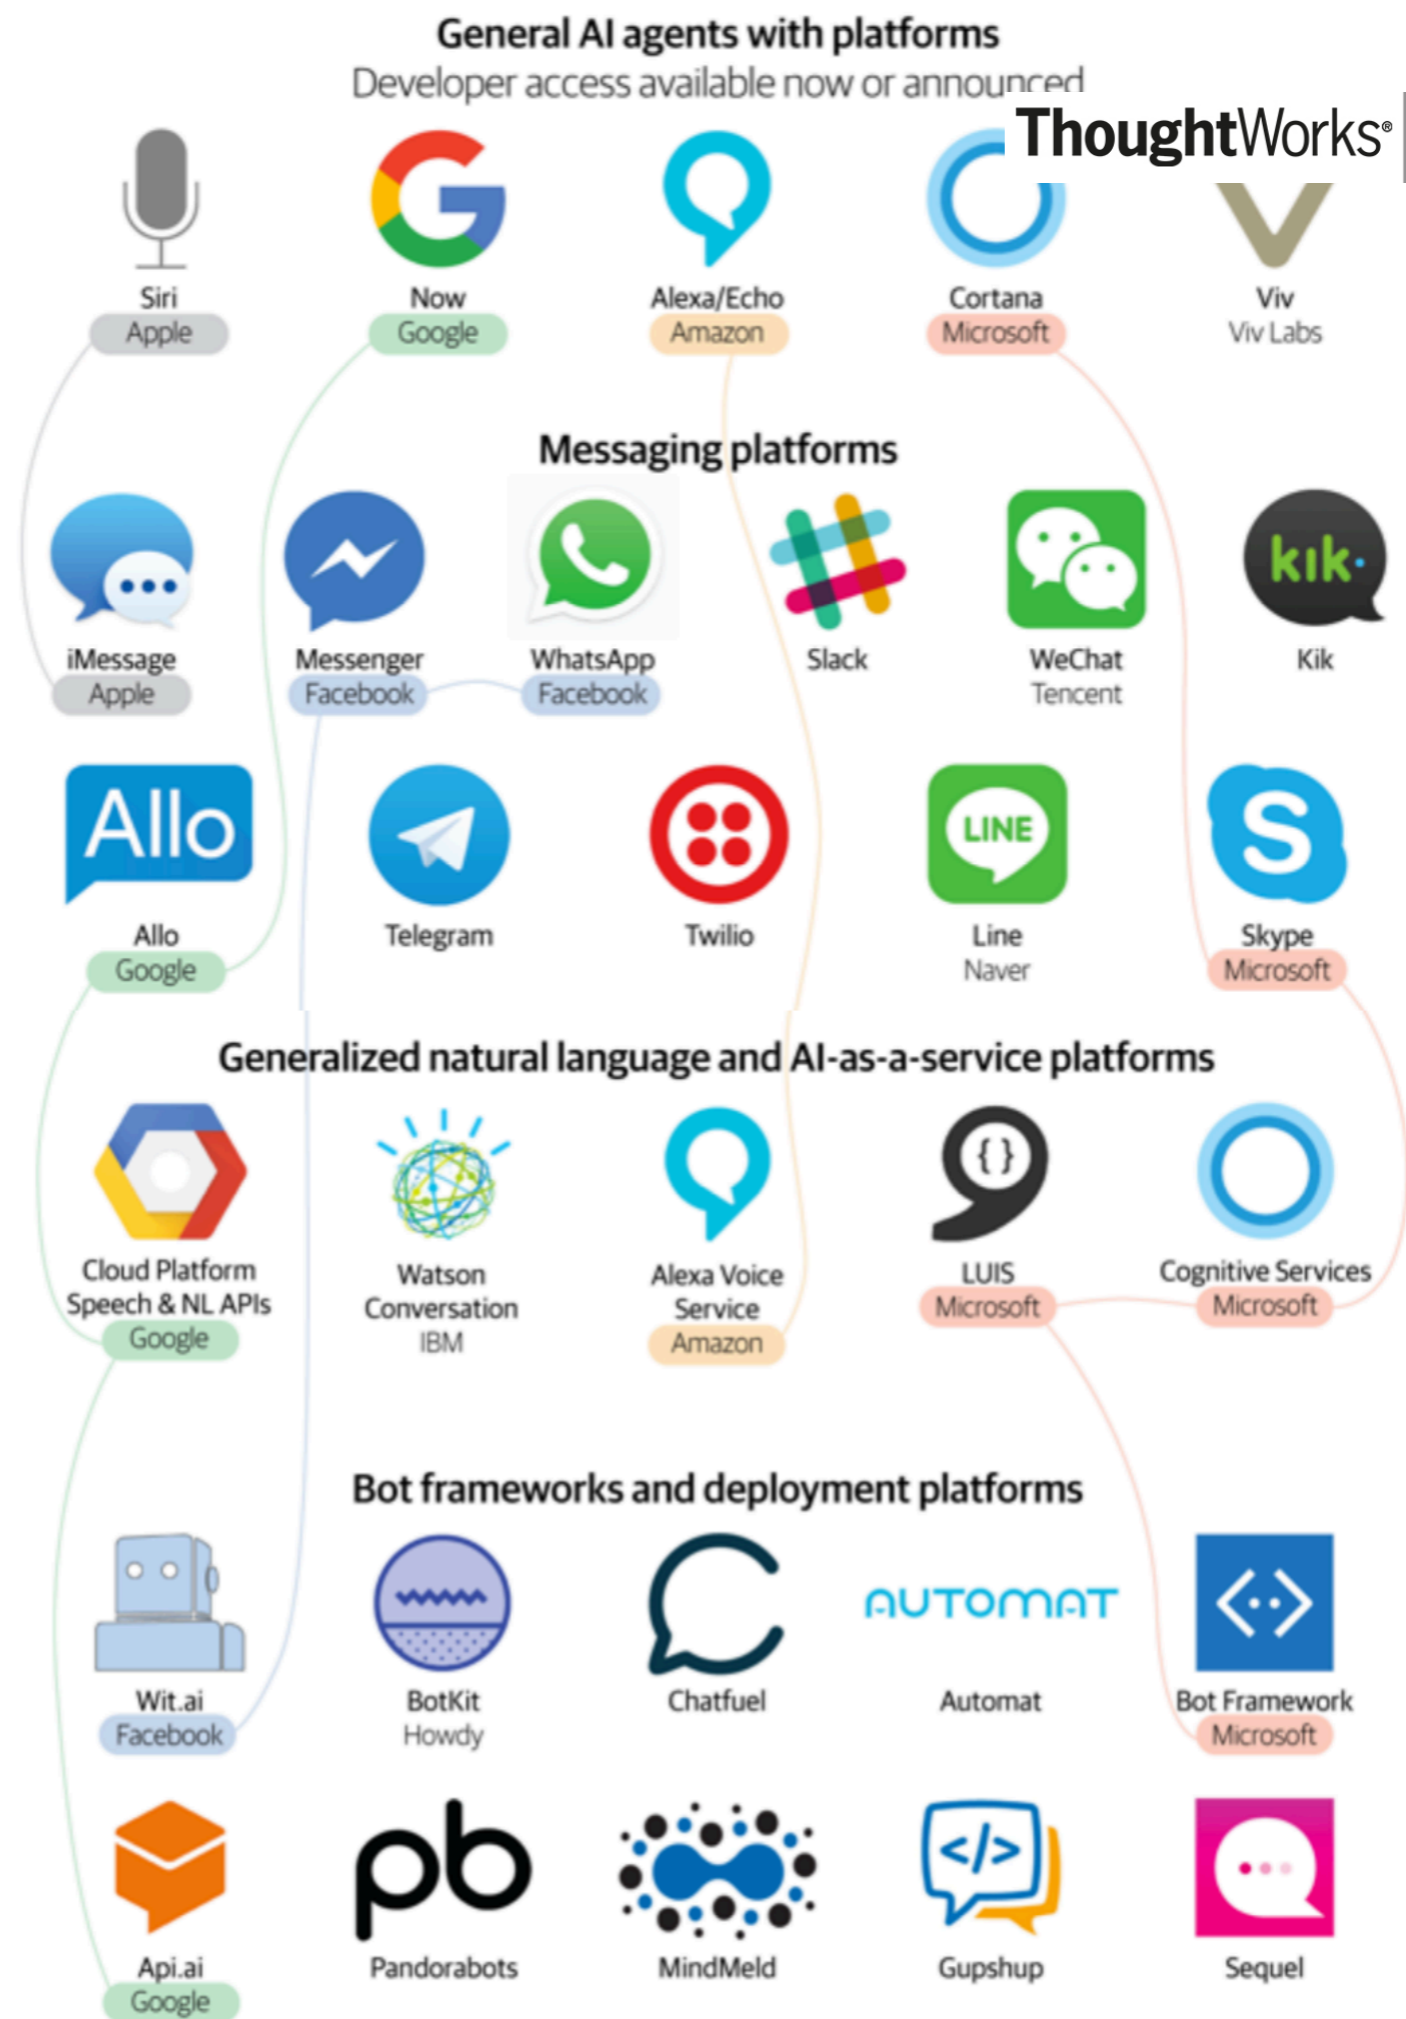 General AI agents with platforms
Developer access available now or announced
ThoughtWorks®
Siri
Apple
Now
Google
Alexa/Echo
Amazon
Cortana
Microsoft
Viv
Viv Labs
Messaging platforms
kik
iMessage
Apple
Messenger
Facebook
WhatsApp
Facebook
Slack
WeChat
Tencent
Kik
Allo
LINE
S
Allo
Google
Telegram
Twilio
Line
Naver
Skype
Microsoft
Generalized natural language and AI-as-a-service platforms
{ }
Cloud Platform
Speech & NL APIs
Google
Watson
Conversation
IBM
Alexa Voice
Service
Amazon
LUIS
Microsoft
Cognitive Services
Microsoft
Bot frameworks and deployment platforms
AUTOMAT
Wit.ai
Facebook
BotKit
Howdy
Chatfuel
Automat
Bot Framework
Microsoft
pb
</>
Api.ai
Google
Pandorabots
MindMeld
Gupshup
Sequel